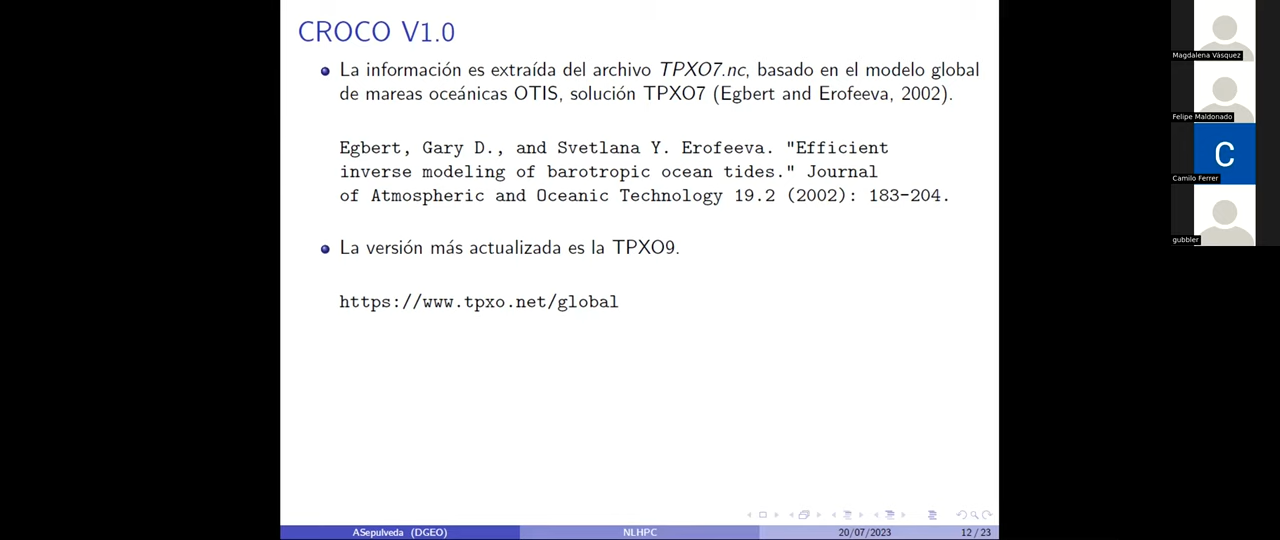 CROCO V1.0
La información es extraída del archivo TPXO7.nc, basado en el modelo global
de mareas oceánicas OTIS, solución TPXO7 (Egbert and Erofeeva, 2002).
Egbert, Gary D., and Svetlana Y. Erofeeva. "Efficient
inverse modeling of barotropic ocean tides." Journal
of Atmospheric and Oceanic Technology 19.2 (2002): 183-204.
La versión más actualizada es la TPXO9.
https://www.tpxo.net/global
ASepulveda (DGEO) NLHPC 20/07/2023 12/23
Magdalena Vásquez
Felipe Maldonado
C
Camilo Ferrer
gubbler